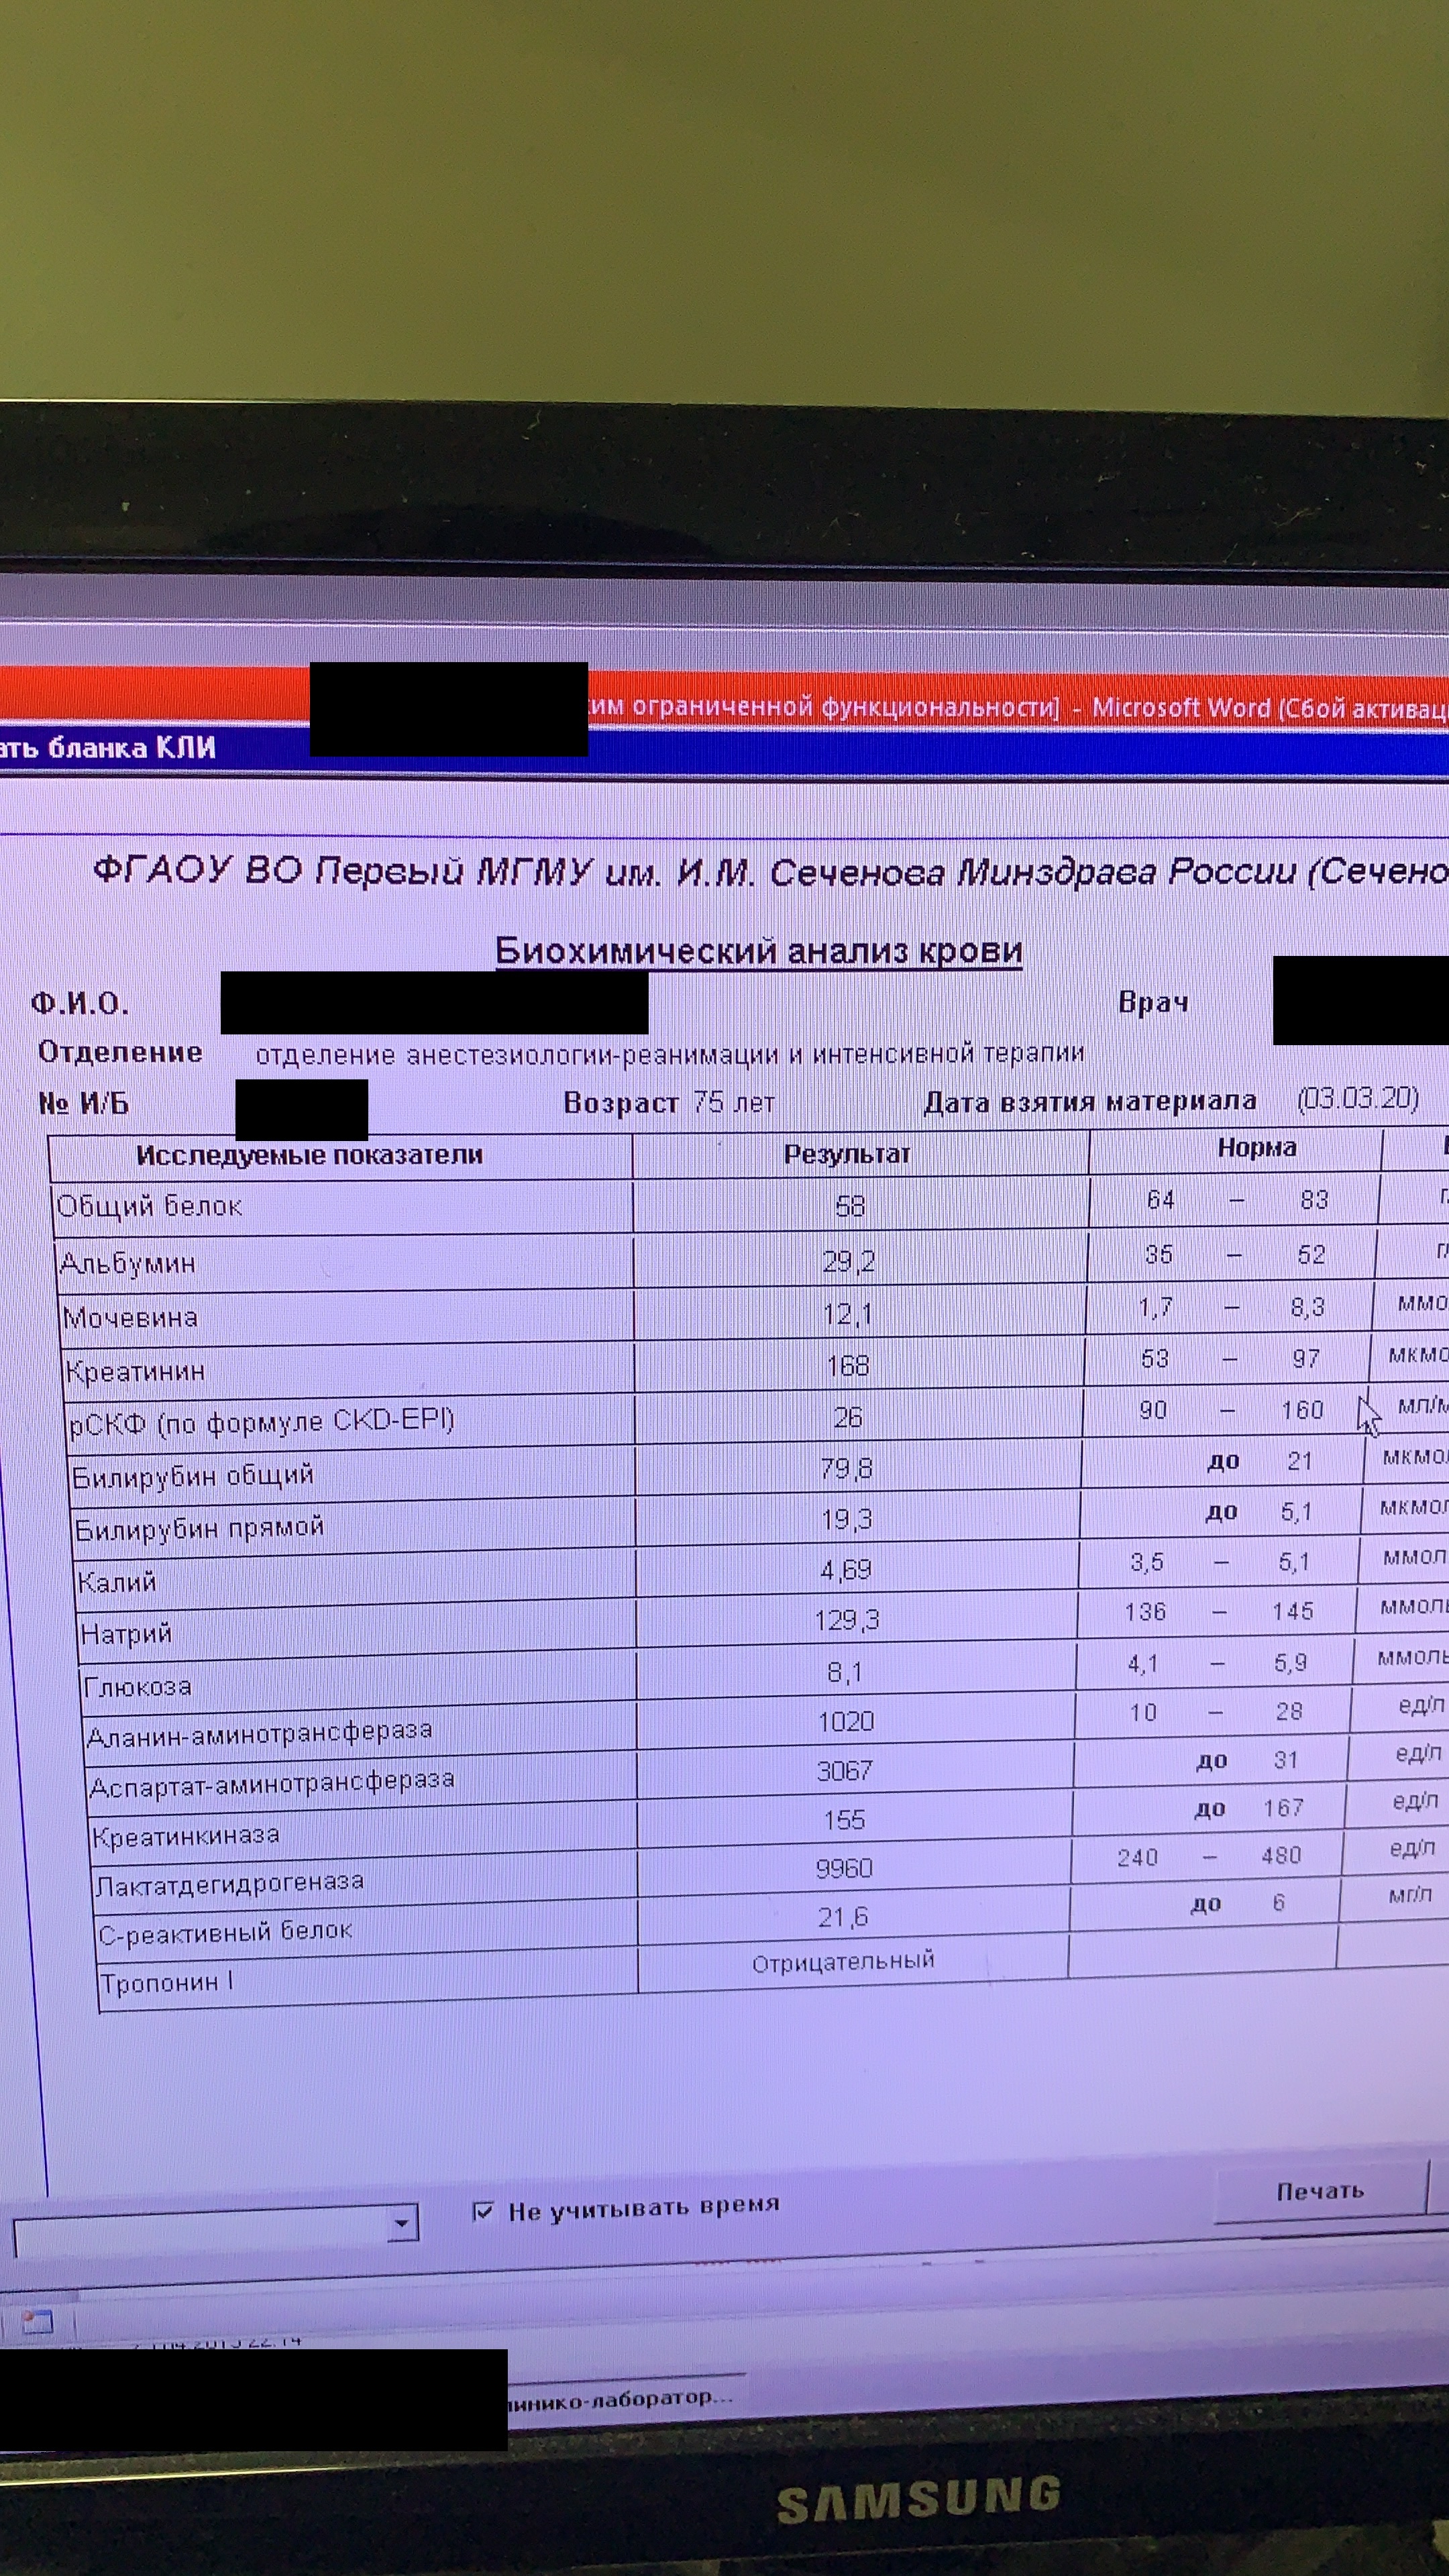 им ограниченной функциональности] - Microsoft Word (Сбой активац
ать бланка КЛИ
ФГАОУ ВО Первый МГМУ им. И.М. Сеченова Минздрава России (Сечено
Биохимический анализ крови
Ф.И.О. Врач
Отделение отделение анестезиологии-реанимации и интенсивной терапии
№ И/Б Возраст 75 лет Дата взятия материала (03.03.20)
Исследуемые показатели Результат Норма
Общий белок 58 64 – 83 г
Альбумин 29,2 35 – 52 г/
Мочевина 12,1 1,7 – 8,3 ммо
Креатинин 168 53 – 97 мкмо
рСКФ (по формуле CKD-EPI) 26 90 – 160 мл/м
Билирубин общий 79,8 до 21 мкмол
Билирубин прямой 19,3 до 5,1 мкмол
Калий 4,69 3,5 – 5,1 ммол
Натрий 129,3 136 – 145 ммоль
Глюкоза 8,1 4,1 – 5,9 ммоль
Аланин-аминотрансфераза 1020 10 – 28 ед/л
Аспартат-аминотрансфераза 3067 до 31 ед/л
Креатинкиназа 155 до 167 ед/л
Лактатдегидрогеназа 9960 240 – 480 ед/л
С-реактивный белок 21,6 до 6 мг/л
Тропонин I Отрицательный
Не учитывать время Печать
линико-лаборатор...
SAMSUNG